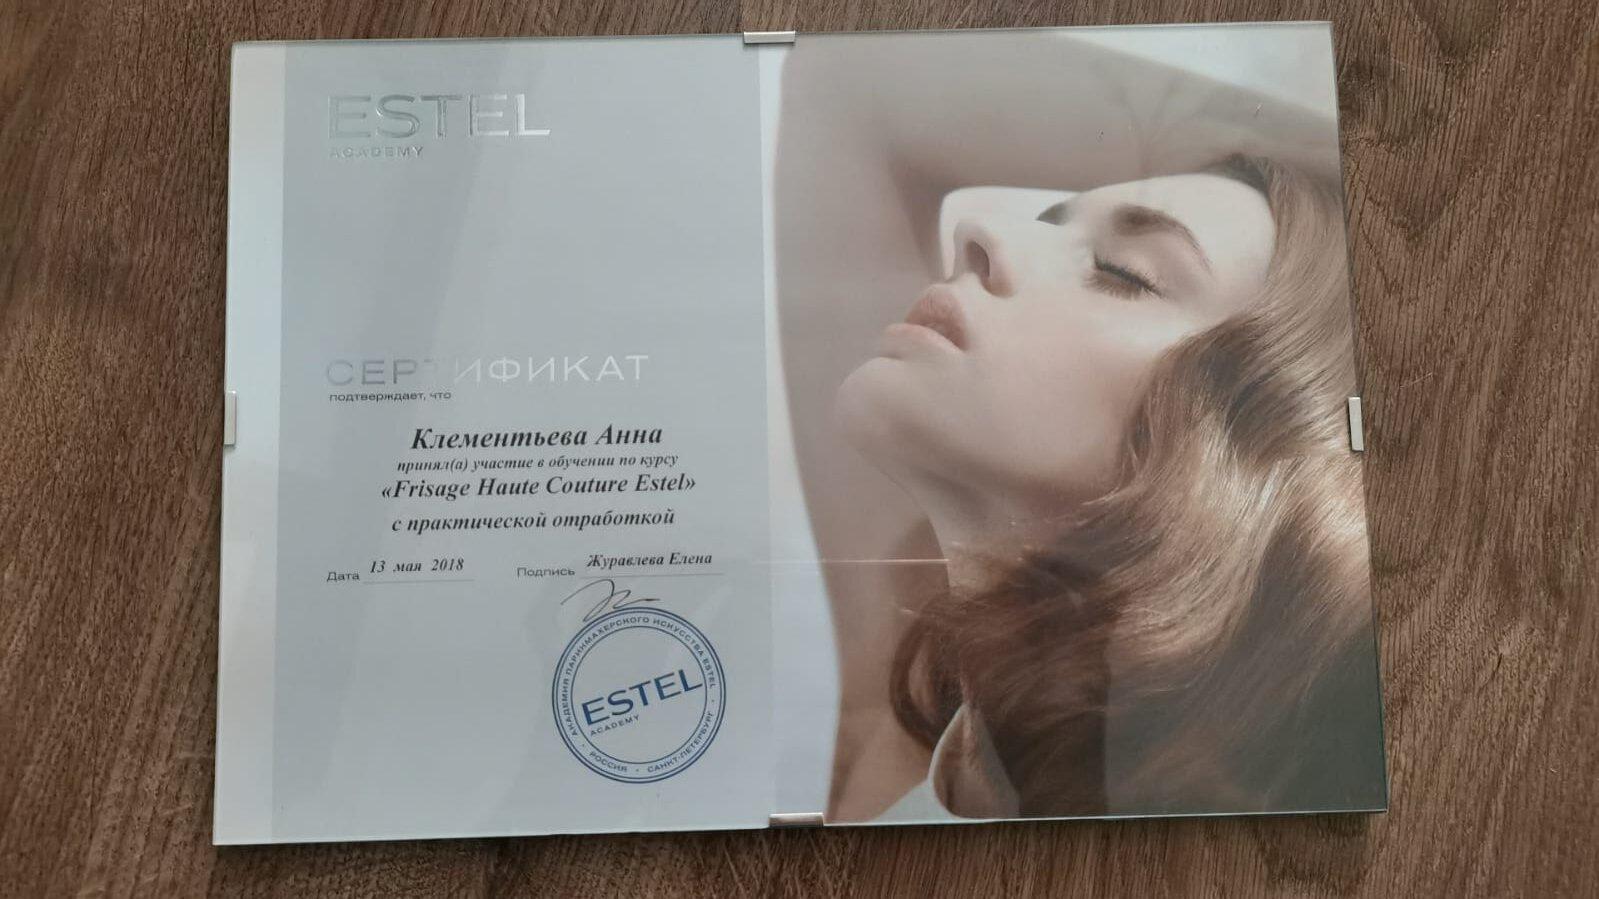 ESTEL
ACADEMY
СЕРТИФИКАТ
подтверждает, что
Клементьева Анна
принял(а) участие в обучении по курсу
«Frisage Haute Couture Estel»
с практической отработкой
Дата 13 мая 2018 Подпись Журавлева Елена
АКАДЕМИЯ ПАРИКМАХЕРСКОГО ИСКУССТВА ESTEL
ESTEL
ACADEMY
РОССИЯ • САНКТ-ПЕТЕРБУРГ